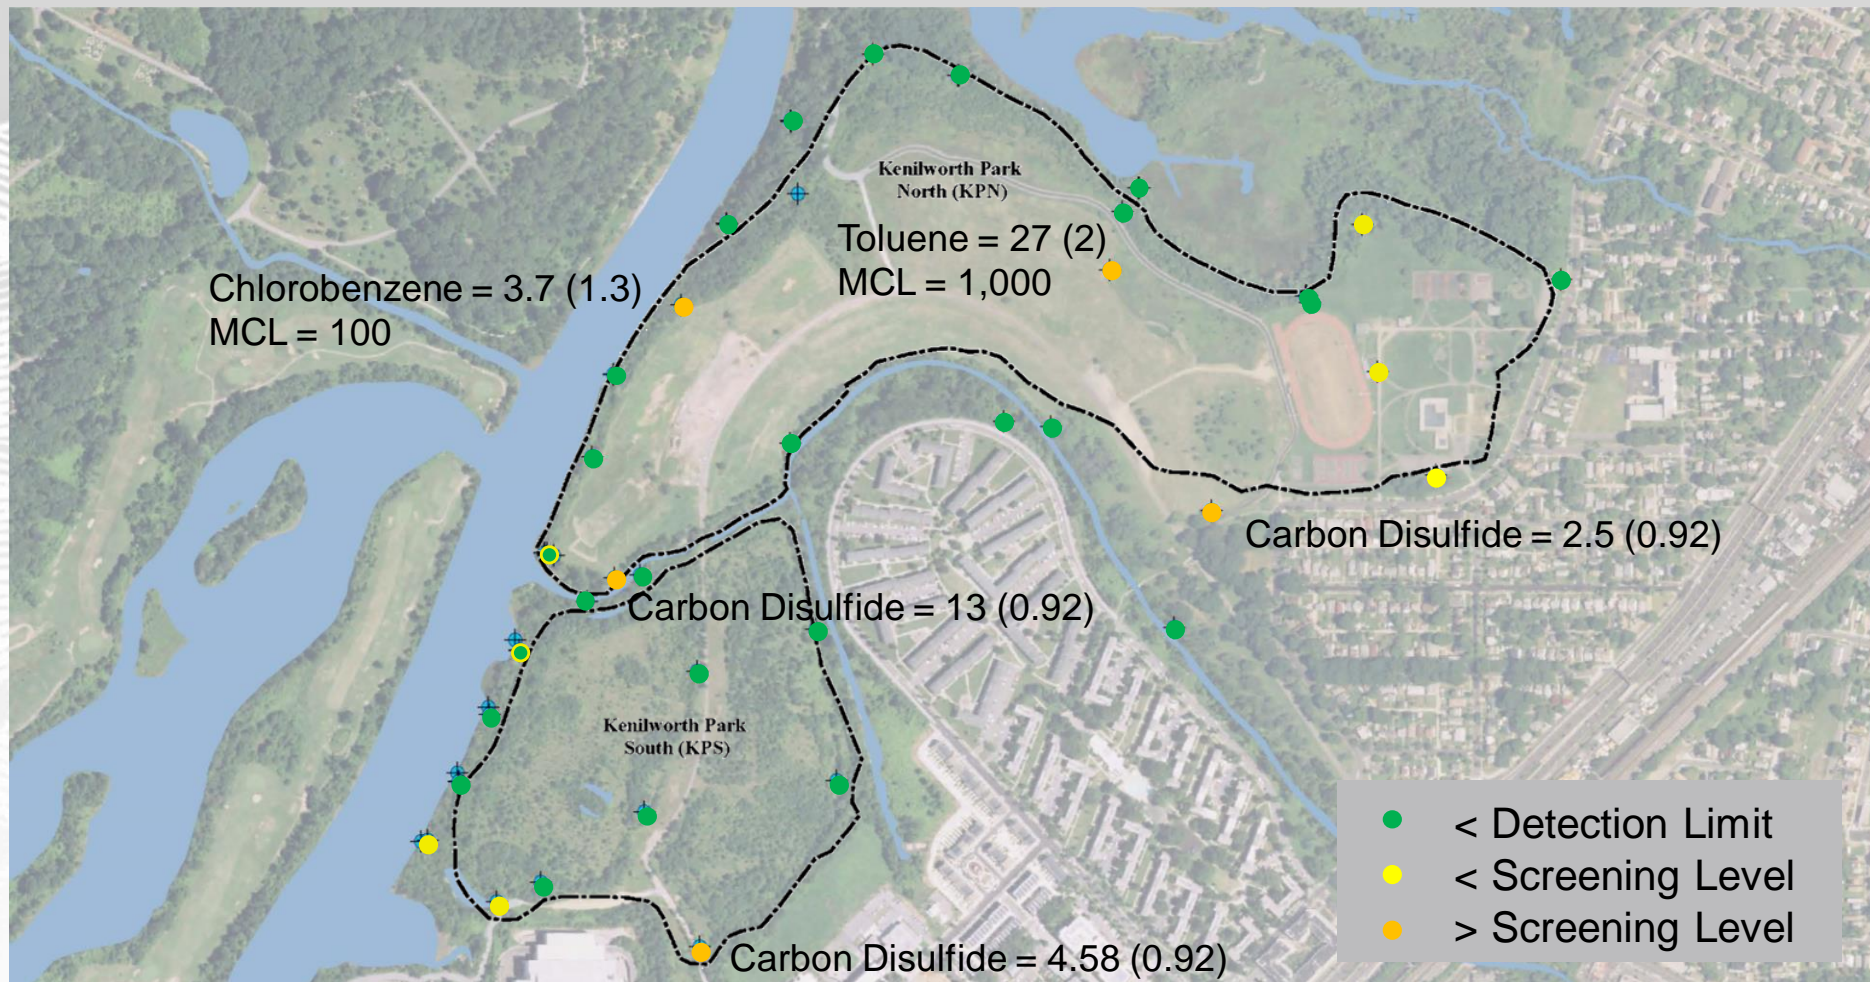 Kenilworth Park
North (KPN)
Toluene = 27 (2)
MCL = 1,000
Chlorobenzene = 3.7 (1.3)
MCL = 100
Carbon Disulfide = 2.5 (0.92)
Carbon Disulfide = 13 (0.92)
Kenilworth Park
South (KPS)
Carbon Disulfide = 4.58 (0.92)
< Detection Limit
< Screening Level
> Screening Level